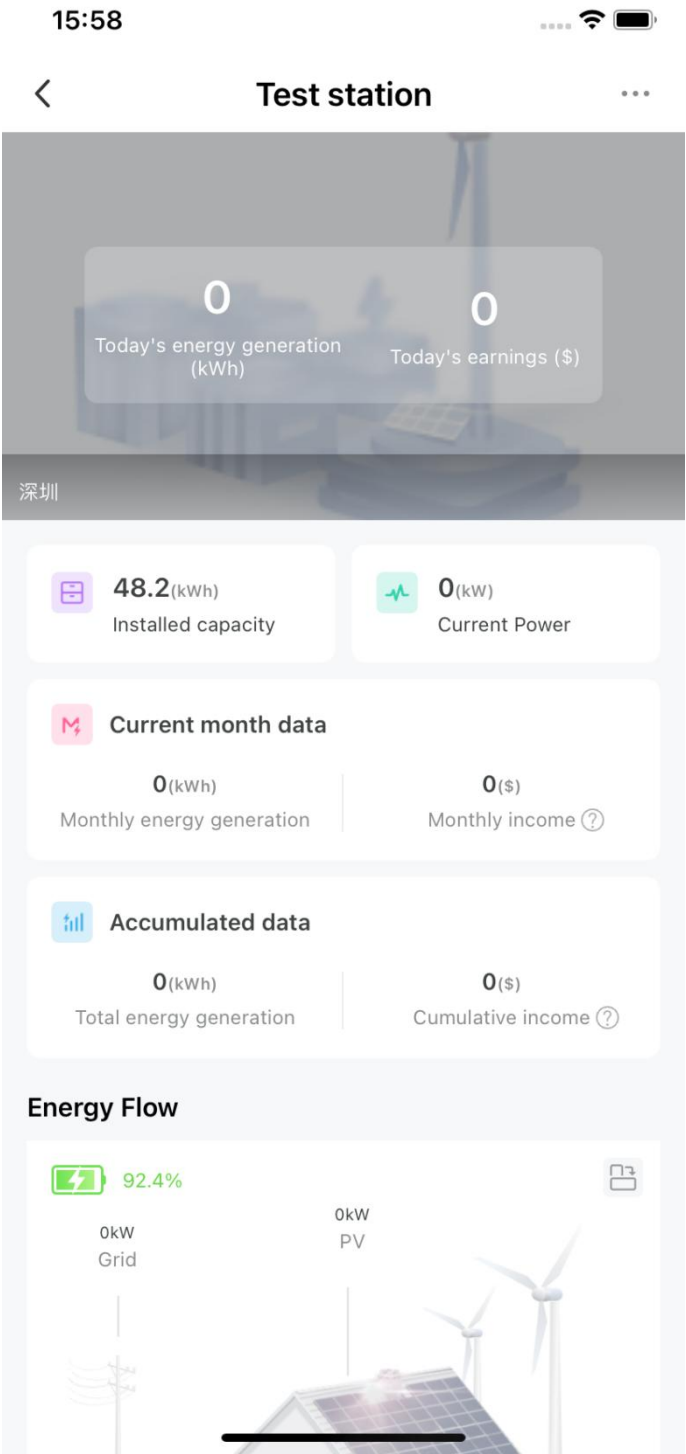 15:58
Test station
0
Today's energy generation
(kWh)
0
Today's earnings ($)
深圳
48.2(kWh)
Installed capacity
0(kW)
Current Power
Current month data
0(kWh)
Monthly energy generation
0($)
Monthly income ?
Accumulated data
0(kWh)
Total energy generation
0($)
Cumulative income ?
Energy Flow
92.4%
0kW
Grid
0kW
PV